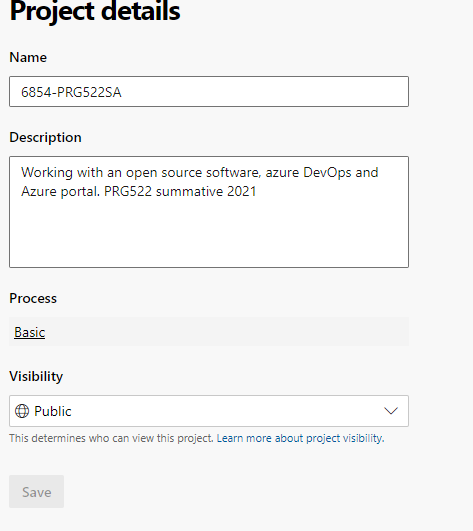 Project details
Name
6854-PRG522SA
Description
Working with an open source software, azure DevOps and
Azure portal. PRG522 summative 2021
Process
Basic
Visibility
Public
This determines who can view this project. Learn more about project visibility.
Save